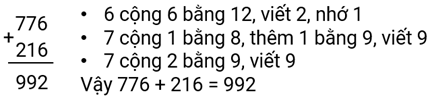 776
+
216
992
• 6 cộng 6 bằng 12, viết 2, nhớ 1
• 7 cộng 1 bằng 8, thêm 1 bằng 9, viết 9
• 7 cộng 2 bằng 9, viết 9
Vậy 776 + 216 = 992